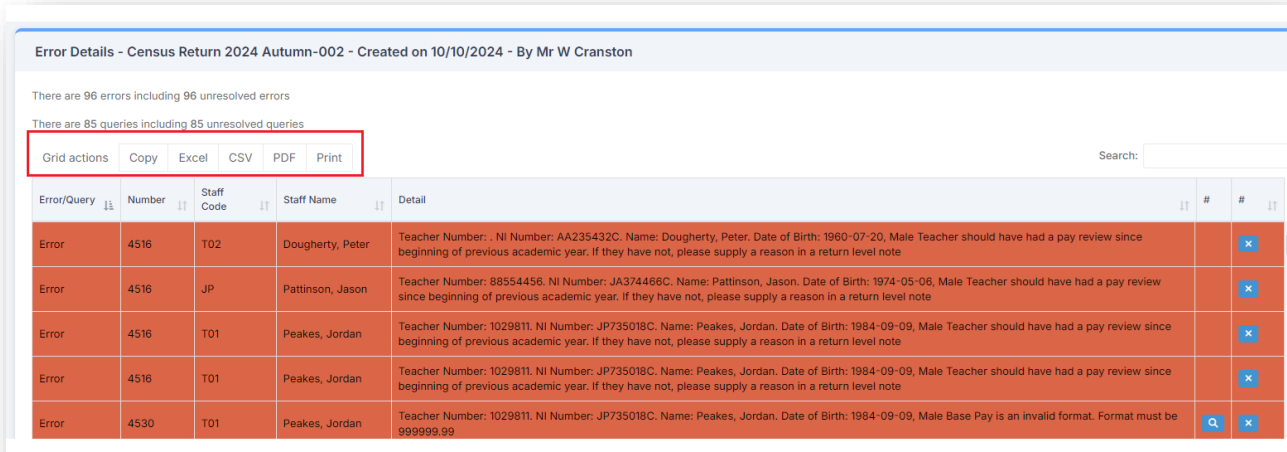 Error Details - Census Return 2024 Autumn-002 - Created on 10/10/2024 - By Mr W Cranston
There are 96 errors including 96 unresolved errors
There are 85 queries including 85 unresolved queries
Grid actions Copy Excel CSV PDF Print
Search:
Error/Query Number Staff Code Staff Name Detail # #
Error 4516 T02 Dougherty, Peter Teacher Number: . NI Number: AA235432C. Name: Dougherty, Peter. Date of Birth: 1960-07-20, Male Teacher should have had a pay review since
beginning of previous academic year. If they have not, please supply a reason in a return level note
Error 4516 JP Pattinson, Jason Teacher Number: 88554456. NI Number: JA374466C. Name: Pattinson, Jason. Date of Birth: 1974-05-06, Male Teacher should have had a pay review
since beginning of previous academic year. If they have not, please supply a reason in a return level note
Error 4516 T01 Peakes, Jordan Teacher Number: 1029811. NI Number: JP735018C. Name: Peakes, Jordan. Date of Birth: 1984-09-09, Male Teacher should have had a pay review since
beginning of previous academic year. If they have not, please supply a reason in a return level note
Error 4516 T01 Peakes, Jordan Teacher Number: 1029811. NI Number: JP735018C. Name: Peakes, Jordan. Date of Birth: 1984-09-09, Male Teacher should have had a pay review since
beginning of previous academic year. If they have not, please supply a reason in a return level note
Error 4530 T01 Peakes, Jordan Teacher Number: 1029811. NI Number: JP735018C. Name: Peakes, Jordan. Date of Birth: 1984-09-09, Male Base Pay is an invalid format. Format must be
999999.99